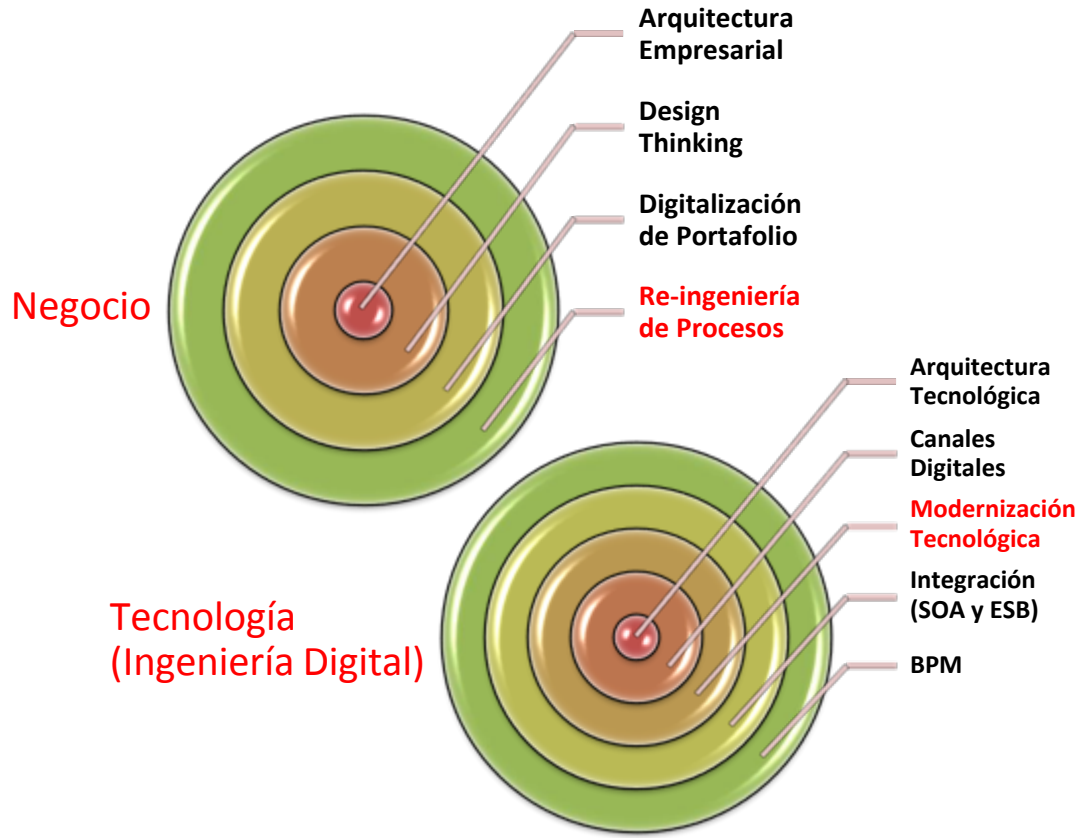 Arquitectura
Empresarial
Design
Thinking
Digitalización
de Portafolio
Negocio
Re-ingeniería
de Procesos
Arquitectura
Tecnológica
Canales
Digitales
Modernización
Tecnológica
Integración
(SOA y ESB)
Tecnología
(Ingeniería Digital)
BPM